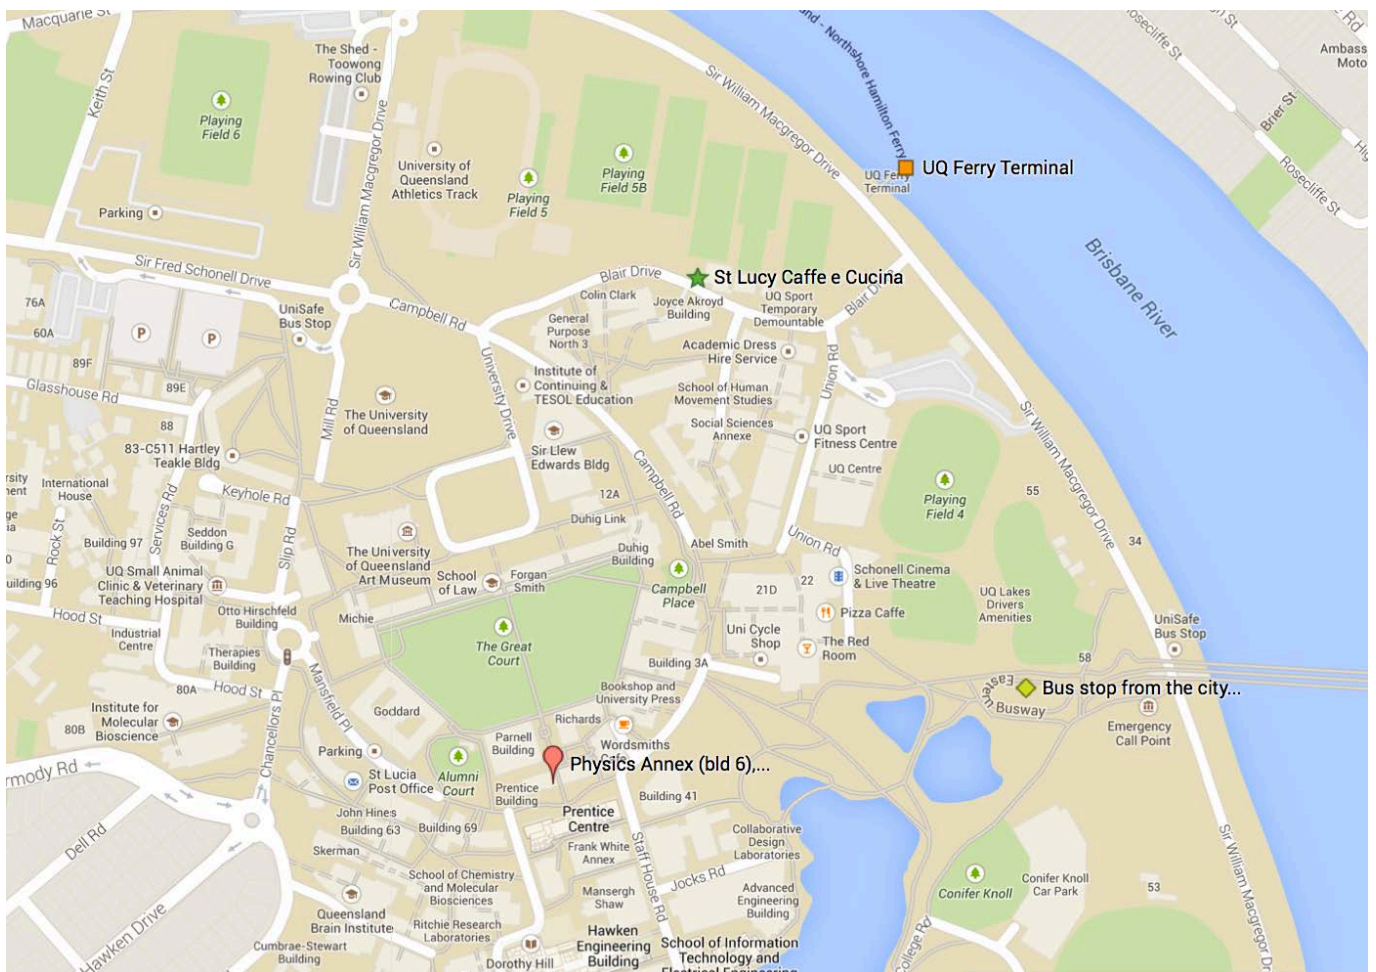 Macquarie St
The Shed -
Toowong
Rowing Club
Keith St
Playing
Field 6
Sir William Macgregor Drive
University of
Queensland
Athletics Track
Playing
Field 5
Playing
Field 5B
Sir William Macgregor Drive
Northshore Hamilton Ferry
UQ Ferry
Terminal
UQ Ferry Terminal
Rosecliffe St
Brier St
Rosecliffe St
Brisbane River
Parking
Sir Fred Schonell Drive
76A
60A
UniSafe
Bus Stop
P
P
Campbell Rd
Blair Drive
St Lucy Caffe e Cucina
Colin Clark
Joyce Akroyd
Building
UQ Sport
Temporary
Demountable
General
Purpose
North 3
Academic Dress
Hire Service
89F
89E
Glasshouse Rd
88
Mill Rd
The University
of Queensland
University Drive
Institute of
Continuing &
TESOL Education
School of Human
Movement Studies
Union Rd
Social Sciences
Annexe
UQ Sport
Fitness Centre
UQ Centre
83-C511 Hartley
Teakle Bldg
Sir Llew
Edwards Bldg
Campbell Rd
Sir William Macgregor Drive
International
House
Keyhole Rd
12A
Playing
Field 4
55
Rock St
Services Rd
Building 97
Seddon
Building G
Slip Rd
The University
of Queensland
Art Museum
Duhig Link
Duhig
Building
Abel Smith
Union Rd
34
UQ Small Animal
Clinic & Veterinary
Teaching Hospital
School
of Law
Forgan
Smith
Campbell
Place
21D
22
Schonell Cinema
& Live Theatre
UQ Lakes
Drivers
Amenities
Hood St
Industrial
Centre
Otto Hirschfeld
Building
Michie
The Great
Court
Uni Cycle
Shop
Pizza Caffe
The Red
Room
UniSafe
Bus Stop
Therapies
Building
80A
Hood St
Mansfield Pl
Building 3A
58
Eastern Busway
Bus stop from the city...
Institute for
Molecular
Bioscience
80B
Goddard
Bookshop and
University Press
Richards
Emergency
Call Point
Chancellors Pl
Parking
Parnell
Building
Wordsmiths
Physics Annex (bld 6),...
St Lucia
Post Office
Alumni
Court
Prentice
Building
Building 41
Dell Rd
John Hines
Building 63
Building 69
Prentice
Centre
Skerman
Frank White
Annex
Staff House Rd
Collaborative
Design
Laboratories
Sir William Macgregor
School of Chemistry
and Molecular
Biosciences
Mansergh
Shaw
Jocks Rd
Advanced
Engineering
Building
Conifer Knoll
Conifer Knoll
Car Park
53
Queensland
Brain Institute
Ritchie Research
Laboratories
Hawken Drive
Cumbrae-Stewart
Building
Dorothy Hill
Hawken
Engineering
Building
School of Information
Technology and
College Rd